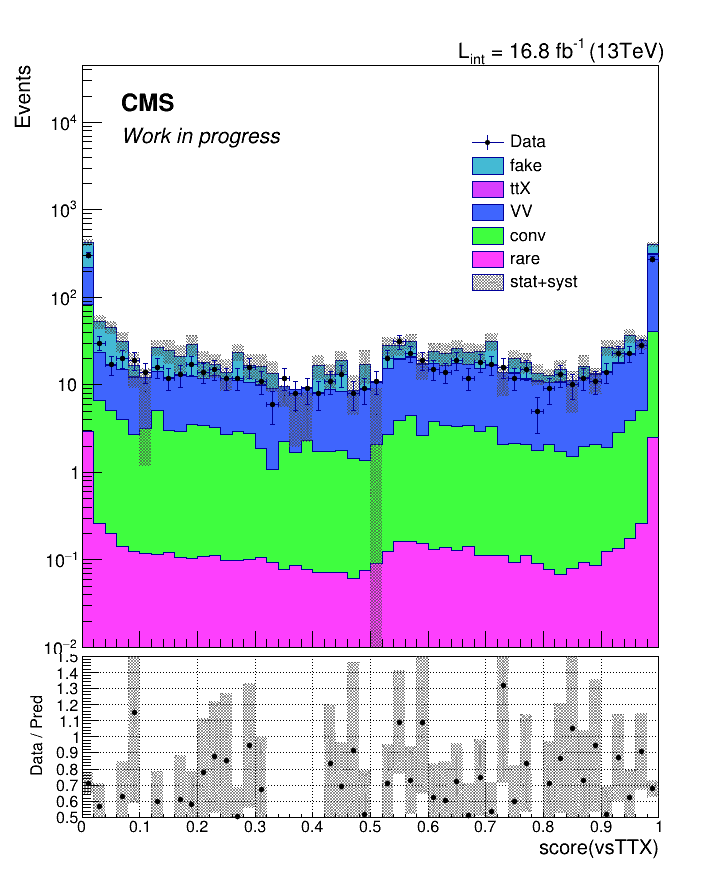 L_int = 16.8 fb^-1 (13TeV)
Events
CMS
Work in progress
Data
fake
ttX
VV
conv
rare
stat+syst
10^4
10^3
10^2
10
1
10^-1
10^-2
Data / Pred
1.5
1.4
1.3
1.2
1.1
1
0.9
0.8
0.7
0.6
0.5
0 0.1 0.2 0.3 0.4 0.5 0.6 0.7 0.8 0.9 1
score(vsTTX)